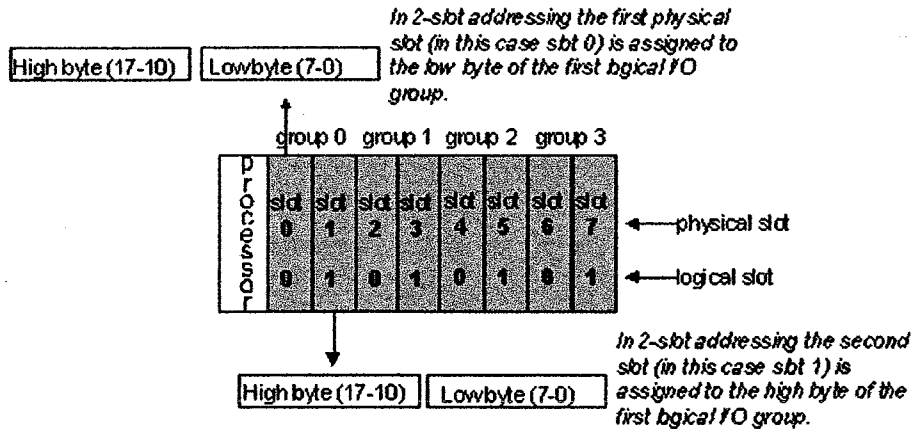 In 2-slot addressing the first physical
slot (in this case slot 0) is assigned to
the low byte of the first logical I/O
group.
High byte (17-10) Low byte (7-0)
group 0 group 1 group 2 group 3
processor
slot slot slot slot slot slot slot slot
0 1 2 3 4 5 6 7
physical slot
0 1 0 1 0 1 0 1
logical slot
In 2-slot addressing the second
slot (in this case slot 1) is
assigned to the high byte of the
first logical I/O group.
High byte (17-10) Low byte (7-0)